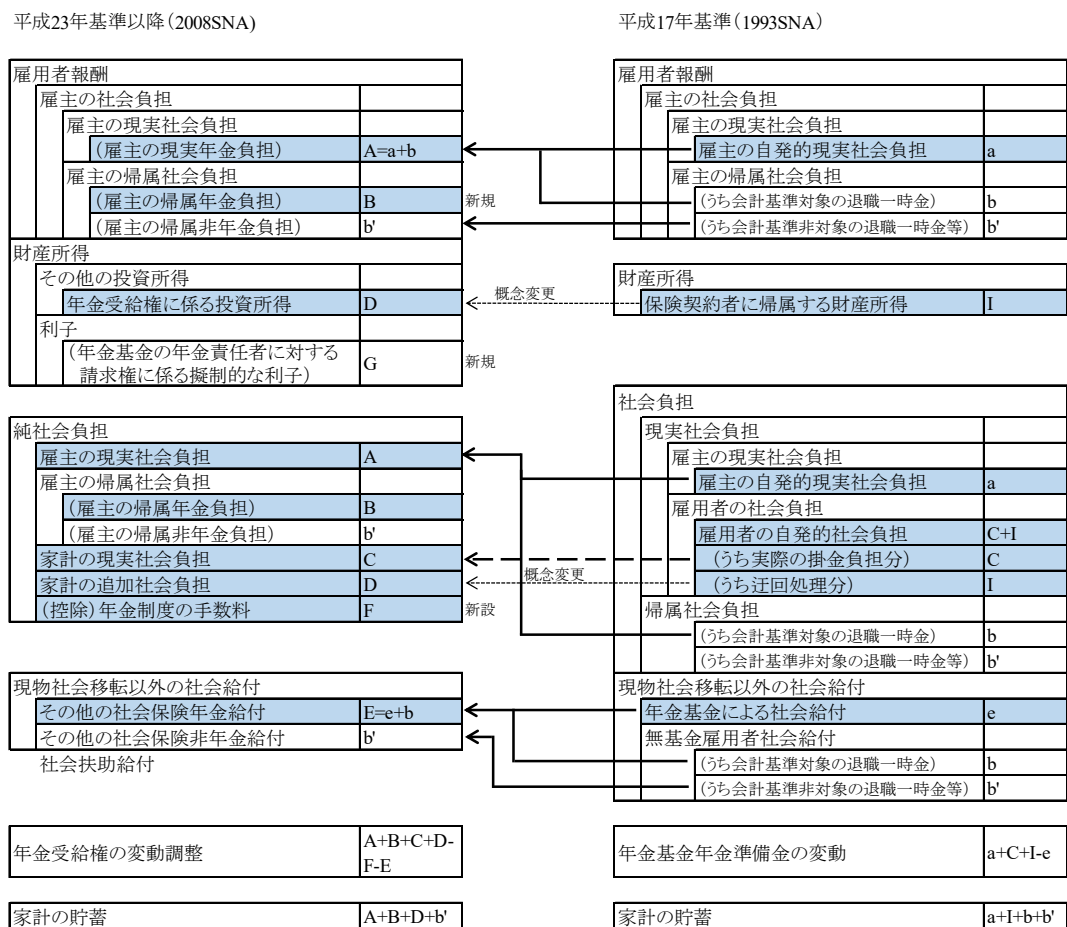 平成23年基準以降（2008SNA)
雇用者報酬
雇主の社会負担
雇主の現実社会負担
（雇主の現実年金負担） A=a+b
雇主の帰属社会負担
（雇主の帰属年金負担） B 新規
（雇主の帰属非年金負担） b'
財産所得
その他の投資所得
年金受給権に係る投資所得 D 概念変更
利子
（年金基金の年金責任者に対する
請求権に係る擬制的な利子） G 新規
純社会負担
雇主の現実社会負担 A
雇主の帰属社会負担
（雇主の帰属年金負担） B
（雇主の帰属非年金負担） b'
家計の現実社会負担 C
家計の追加社会負担 D 概念変更
（控除）年金制度の手数料 F 新設
現物社会移転以外の社会給付
その他の社会保険年金給付 E=e+b
その他の社会保険非年金給付 b'
社会扶助給付
年金受給権の変動調整 A+B+C+D-
F-E
家計の貯蓄 A+B+D+b'
平成17年基準（1993SNA）
雇用者報酬
雇主の社会負担
雇主の現実社会負担
雇主の自発的現実社会負担 a
雇主の帰属社会負担
（うち会計基準対象の退職一時金） b
（うち会計基準非対象の退職一時金等） b'
財産所得
保険契約者に帰属する財産所得 I
社会負担
現実社会負担
雇主の現実社会負担
雇主の自発的現実社会負担 a
雇用者の社会負担
雇用者の自発的社会負担 C+I
（うち実際の掛金負担分） C
（うち迂回処理分） I
帰属社会負担
（うち会計基準対象の退職一時金） b
（うち会計基準非対象の退職一時金等） b'
現物社会移転以外の社会給付
年金基金による社会給付 e
無基金雇用者社会給付
（うち会計基準対象の退職一時金） b
（うち会計基準非対象の退職一時金等） b'
年金基金年金準備金の変動 a+C+I-e
家計の貯蓄 a+I+b+b'